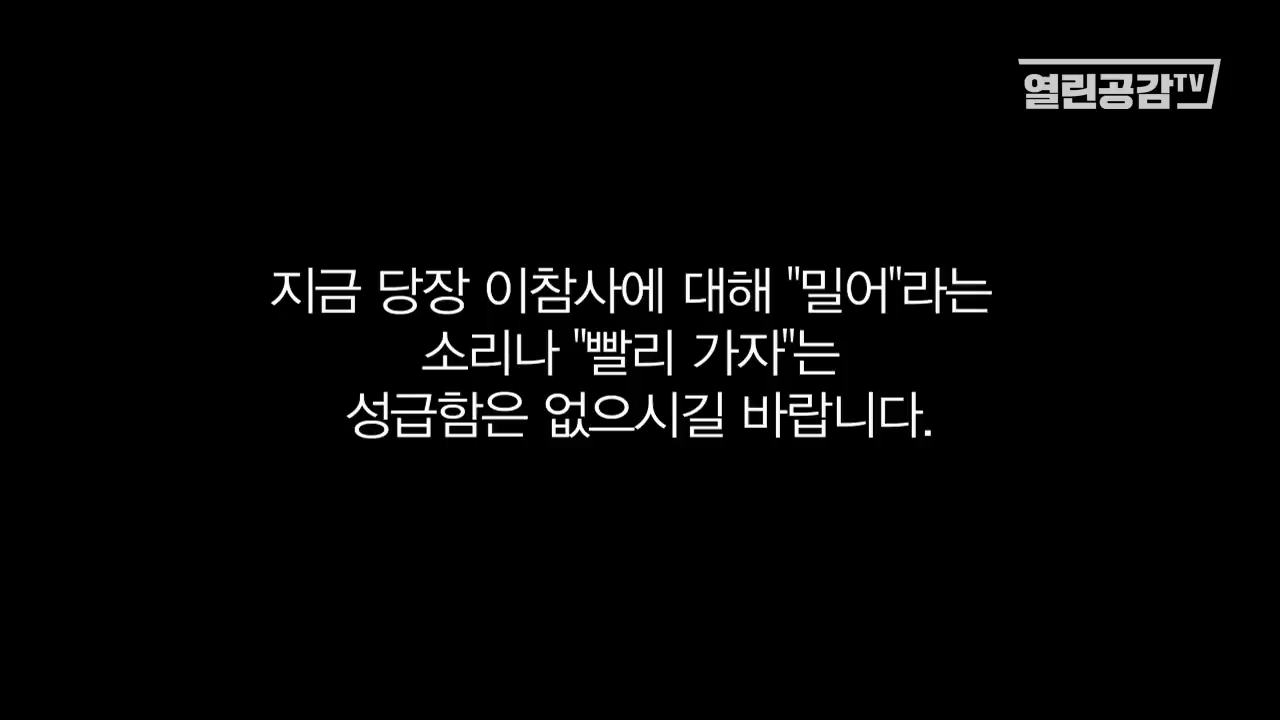 열린공감TV
지금 당장 이참사에 대해 "밀어"라는
소리나 "빨리 가자"는
성급함은 없으시길 바랍니다.